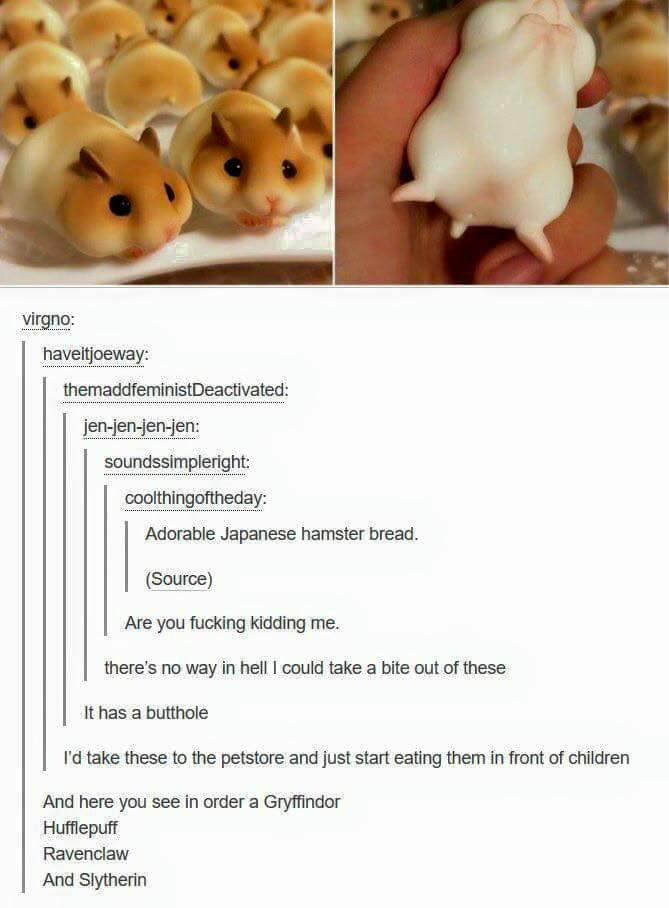 virgno:
haveitjoeway:
themaddfeministDeactivated:
jen-jen-jen-jen:
soundssimpleright:
coolthingoftheday:
Adorable Japanese hamster bread.
(Source)
Are you fucking kidding me.
there's no way in hell I could take a bite out of these
It has a butthole
I'd take these to the petstore and just start eating them in front of children
And here you see in order a Gryffindor
Hufflepuff
Ravenclaw
And Slytherin